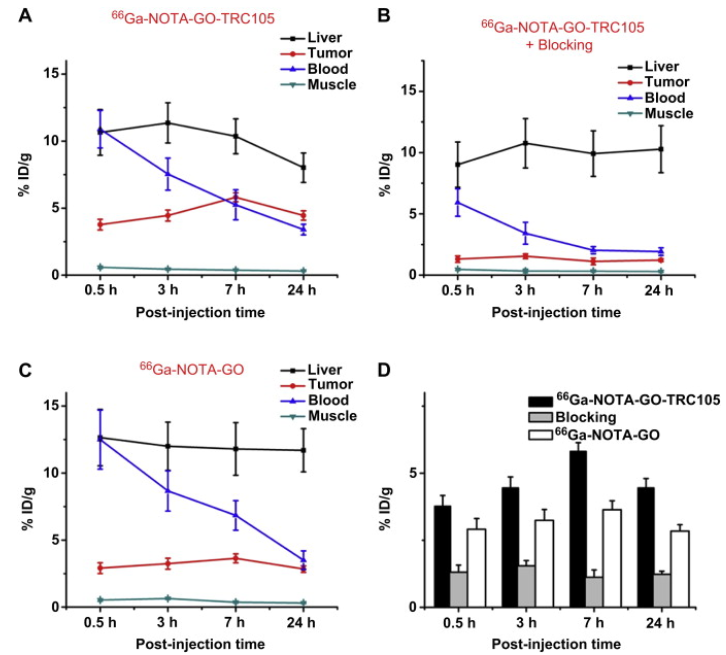 A
⁶⁶Ga-NOTA-GO-TRC105
Liver
Tumor
Blood
Muscle
15
10
5
0
% ID/g
0.5 h 3 h 7 h 24 h
Post-injection time
B
⁶⁶Ga-NOTA-GO-TRC105
+ Blocking
Liver
Tumor
Blood
Muscle
15
10
5
0
% ID/g
0.5 h 3 h 7 h 24 h
Post-injection time
C
⁶⁶Ga-NOTA-GO
Liver
Tumor
Blood
Muscle
15
10
5
0
% ID/g
0.5 h 3 h 7 h 24 h
Post-injection time
D
⁶⁶Ga-NOTA-GO-TRC105
Blocking
⁶⁶Ga-NOTA-GO
5
0
% ID/g
0.5 h 3 h 7 h 24 h
Post-injection time